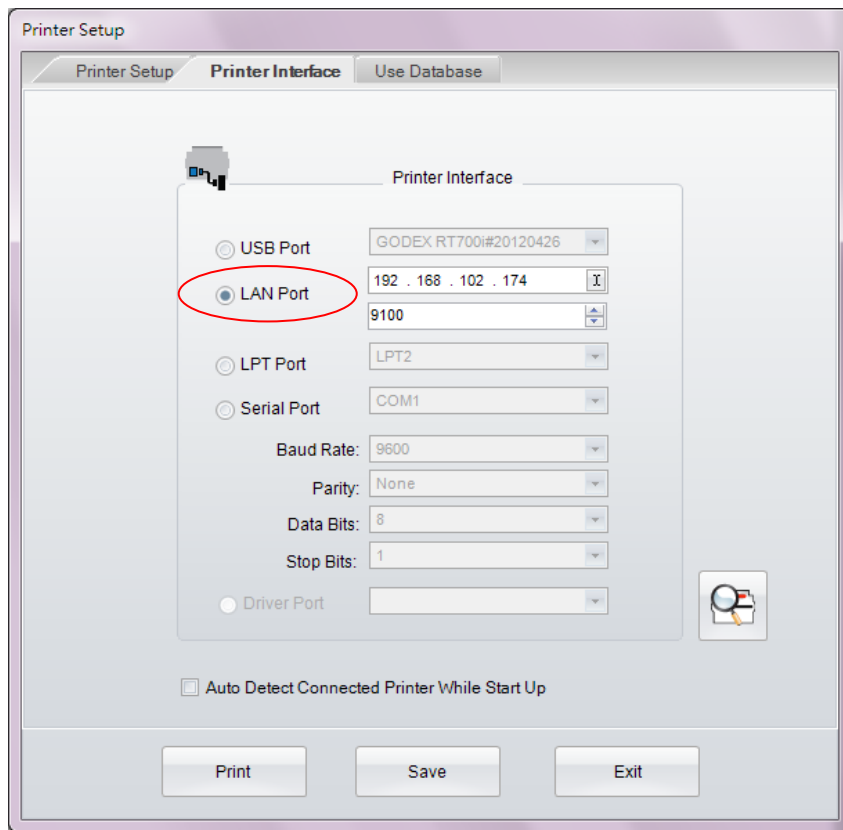 Printer Setup
Printer Setup Printer Interface Use Database
Printer Interface
USB Port GODEX RT700i#20120426
LAN Port 192 . 168 . 102 . 174
9100
LPT Port LPT2
Serial Port COM1
Baud Rate: 9600
Parity: None
Data Bits: 8
Stop Bits: 1
Driver Port
Auto Detect Connected Printer While Start Up
Print Save Exit